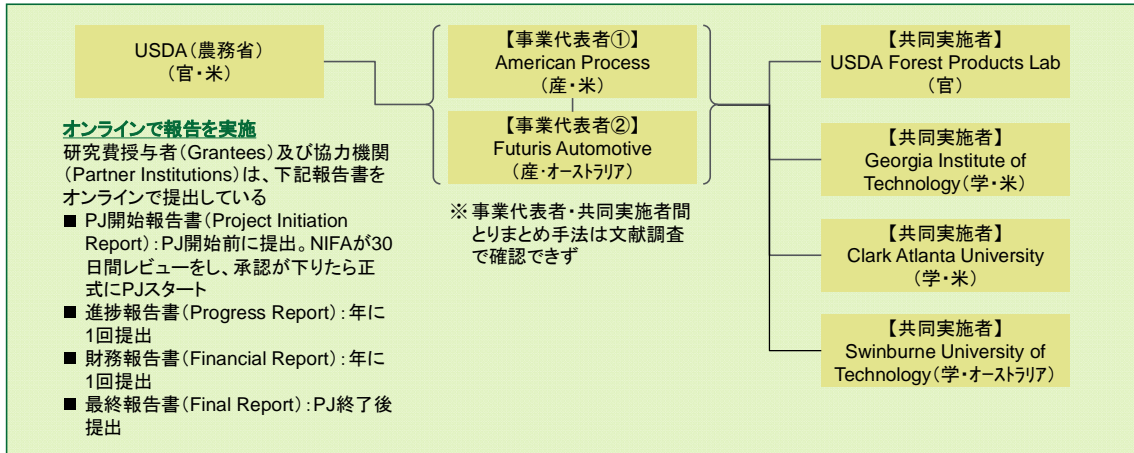 USDA(農務省)
(官・米)
オンラインで報告を実施
研究費授与者(Grantees)及び協力機関
(Partner Institutions)は、下記報告書を
オンラインで提出している
■ PJ開始報告書(Project Initiation
Report):PJ開始前に提出。NIFAが30
日間レビューをし、承認が下りたら正
式にPJスタート
■ 進捗報告書(Progress Report):年に
1回提出
■ 財務報告書(Financial Report):年に
1回提出
■ 最終報告書(Final Report):PJ終了後
提出
【事業代表者①】
American Process
(産・米)
【事業代表者②】
Futuris Automotive
(産・オーストラリア)
※ 事業代表者・共同実施者間
とりまとめ手法は文献調査
で確認できず
【共同実施者】
USDA Forest Products Lab
(官)
【共同実施者】
Georgia Institute of
Technology(学・米)
【共同実施者】
Clark Atlanta University
(学・米)
【共同実施者】
Swinburne University of
Technology(学・オーストラリア)